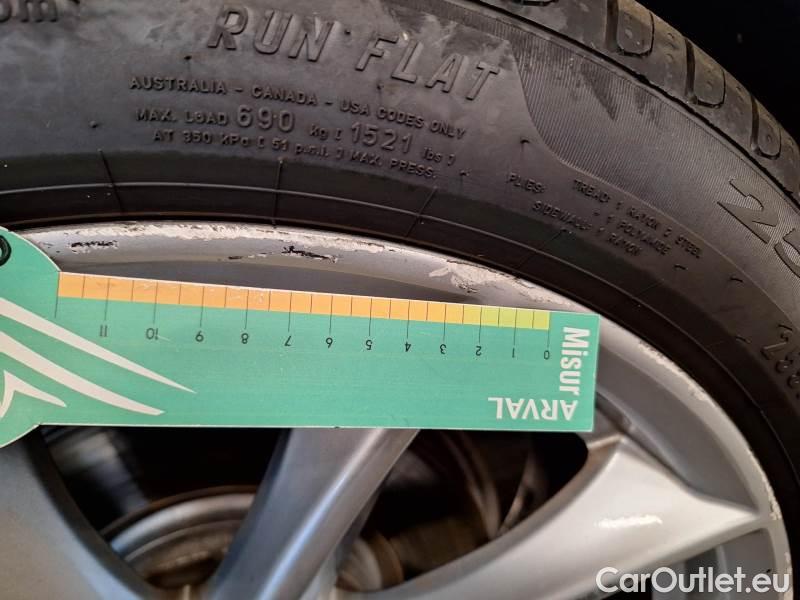 om
RUN FLAT
AUSTRALIA - CANADA - USA CODES ONLY
MAX. LOAD 690 kg [ 1521 lbs ]
AT 350 kPa [ 51 p.s.i. ] MAX. PRESS.
PLIES: TREAD: 1 RAYON 2 STEEL
- 1 POLYAMIDE
SIDEWALL: 1 RAYON
11 10 9 8 7 6 5 4 3 2 1 0
Misur
ARVAL
CarOutlet.eu